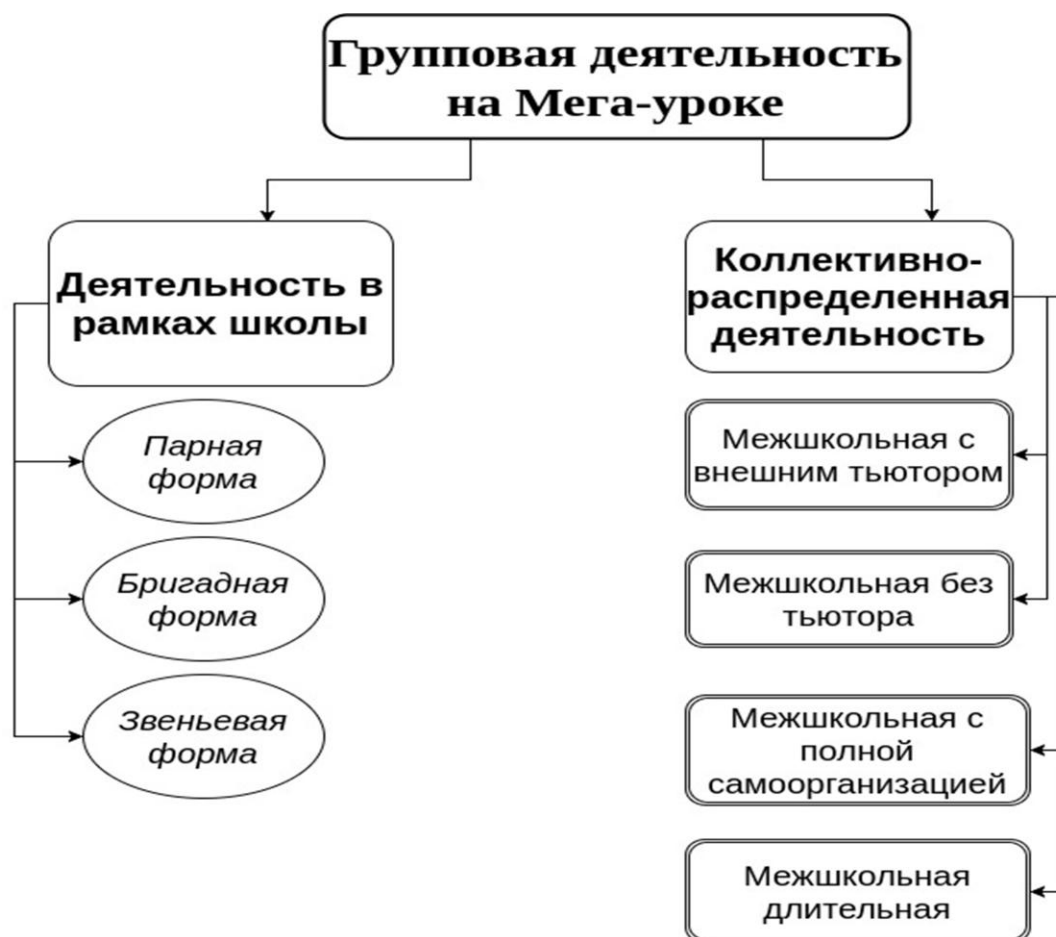 Групповая деятельность
на Мега-уроке
Деятельность в
рамках школы
Парная
форма
Бригадная
форма
Звеньевая
форма
Коллективно-
распределенная
деятельность
Межшкольная с
внешним тьютором
Межшкольная без
тьютора
Межшкольная с
полной
самоорганизацией
Межшкольная
длительная